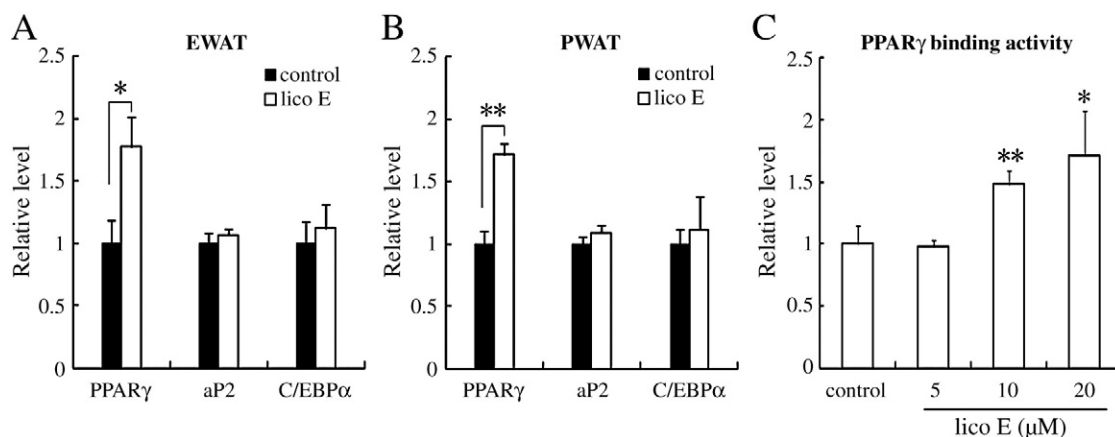 A
EWAT
Relative level
2.5
2
1.5
1
0.5
0
control
lico E
*
PPARγ aP2 C/EBPα
B
PWAT
Relative level
2.5
2
1.5
1
0.5
0
control
lico E
**
PPARγ aP2 C/EBPα
C
PPARγ binding activity
Relative level
2.5
2
1.5
1
0.5
0
**
*
control 5 10 20
lico E (μM)